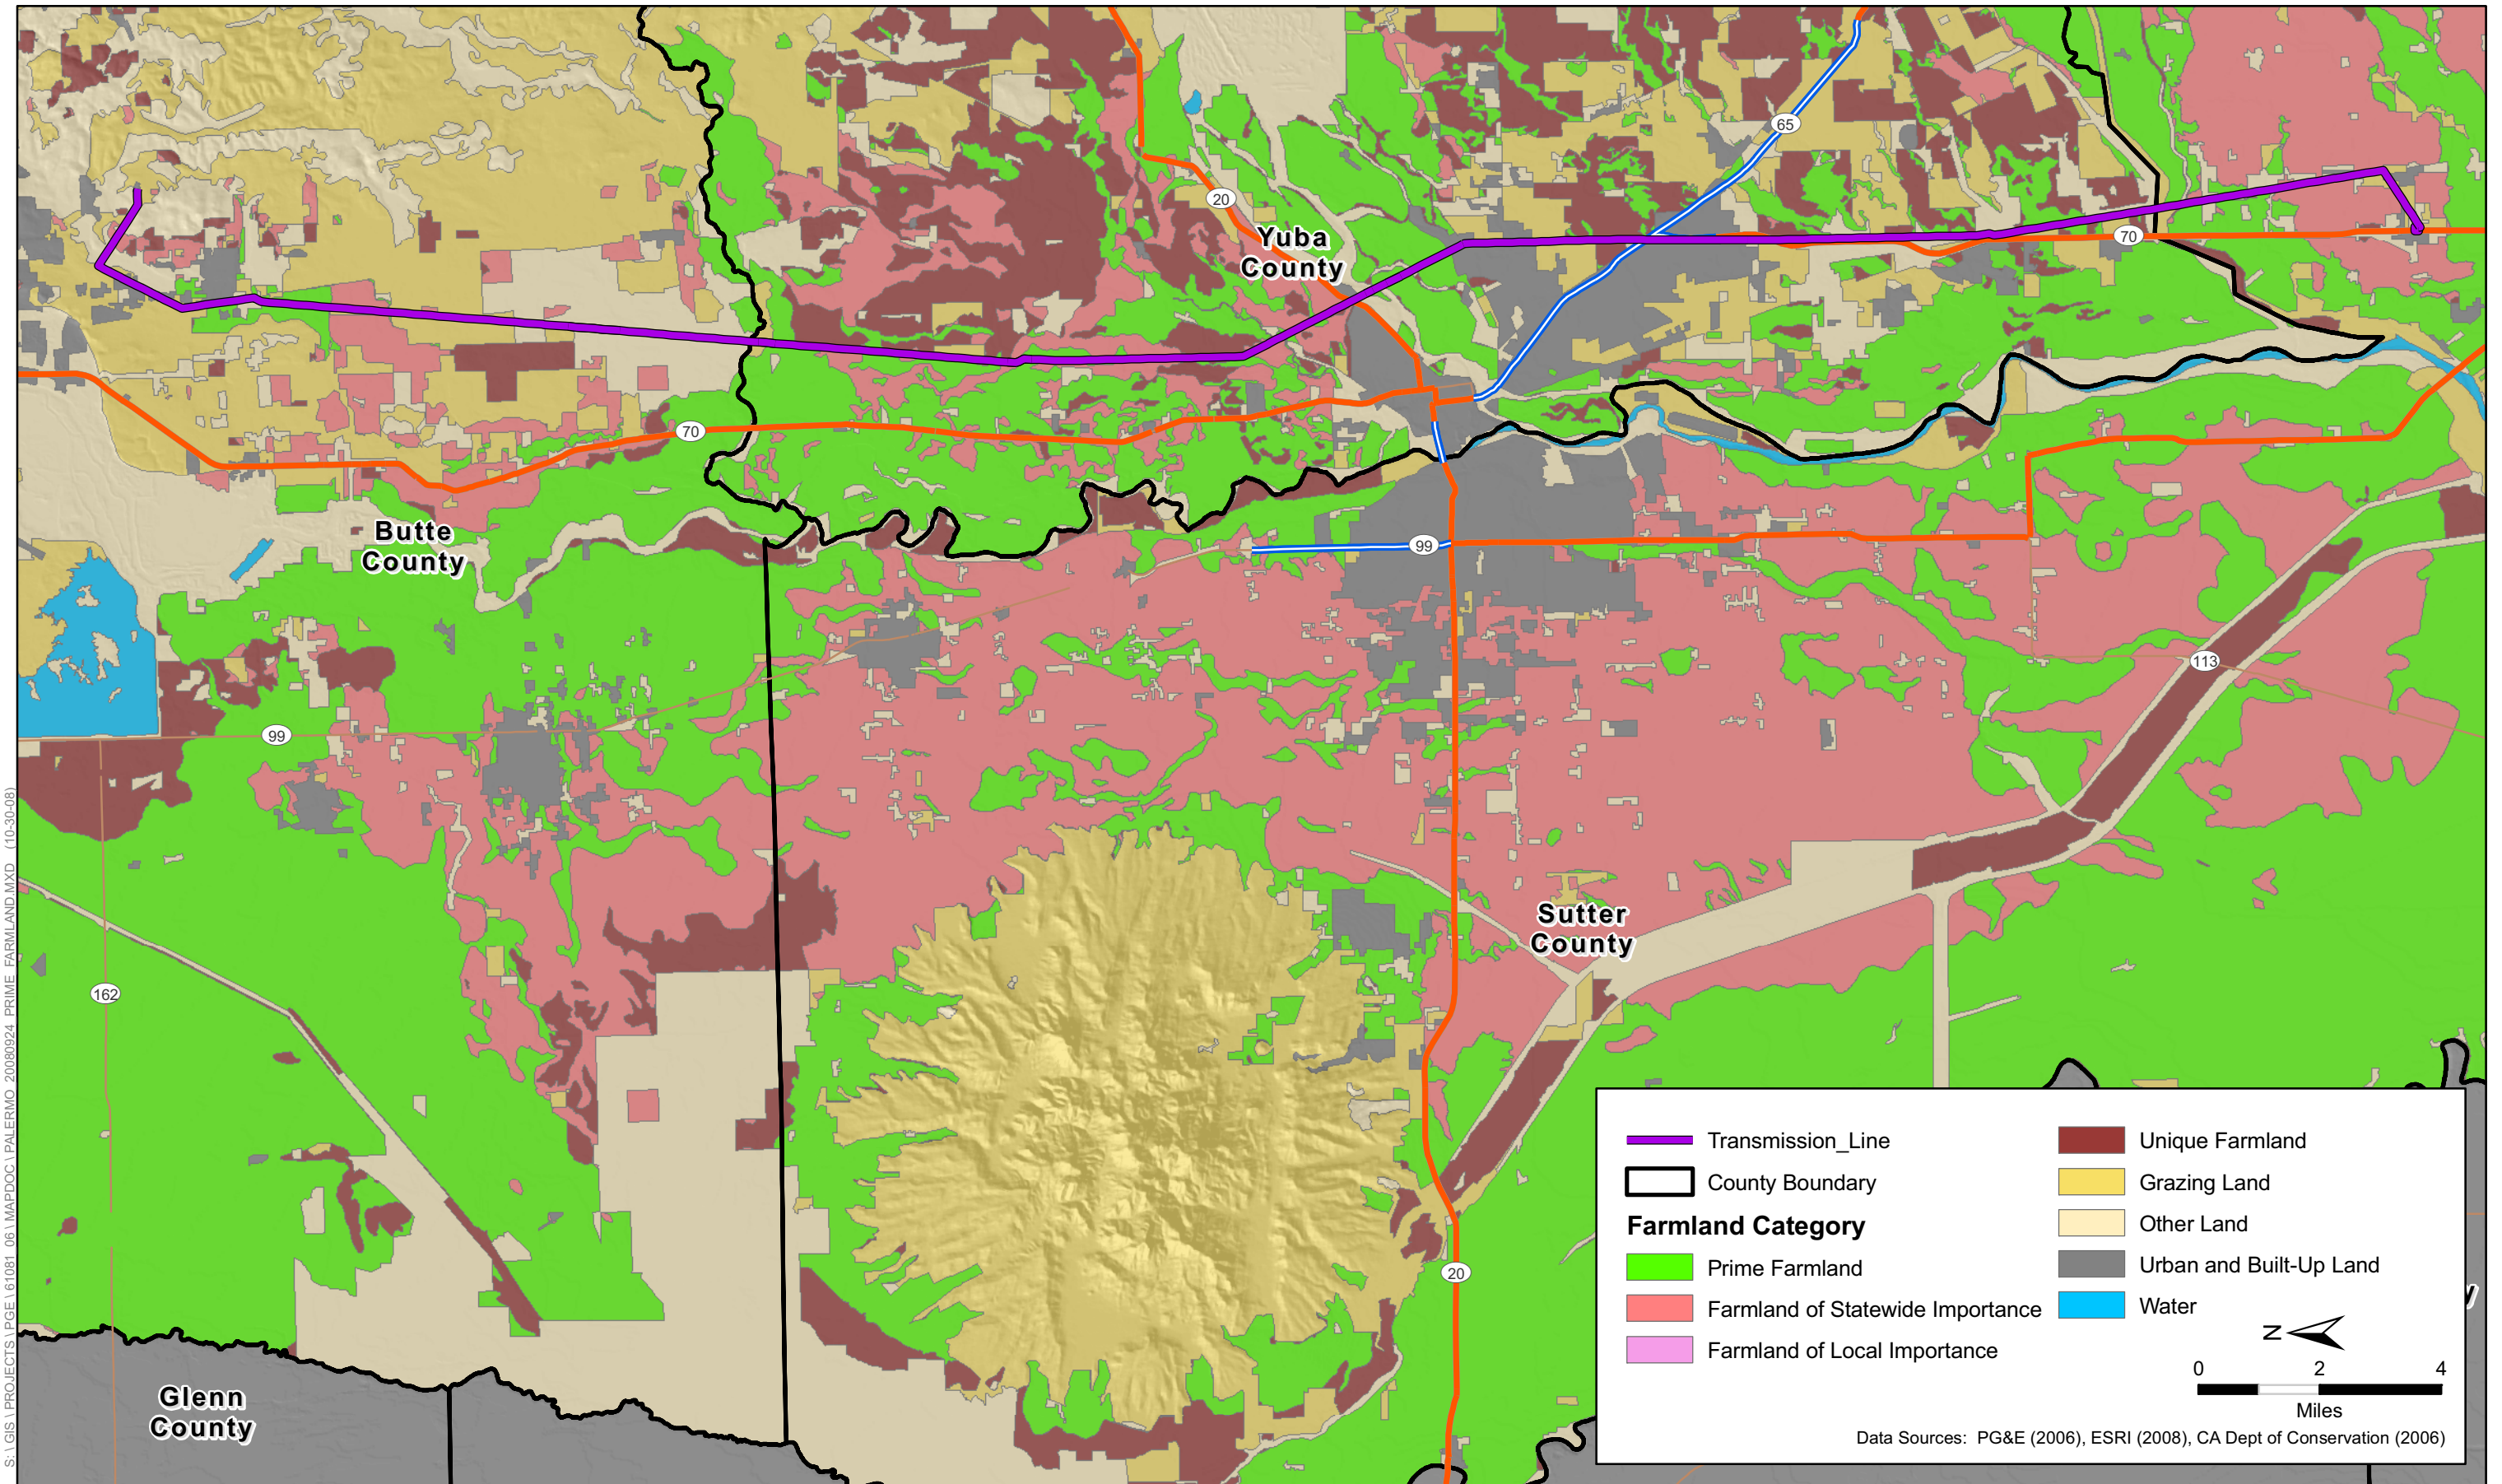 65
20
Yuba
County
70
70
Butte
County
99
99
113
162
Sutter
County
20
Glenn
County
Transmission_Line
County Boundary
Farmland Category
Prime Farmland
Farmland of Statewide Importance
Farmland of Local Importance
Unique Farmland
Grazing Land
Other Land
Urban and Built-Up Land
Water
y
N
0 2 4
Miles
Data Sources: PG&E (2006), ESRI (2008), CA Dept of Conservation (2006)
S:\GIS\PROJECTS\PGE\61081_06\MAPDOC\PALERMO_20080924_PRIME_FARMLAND.MXD (10-30-08)